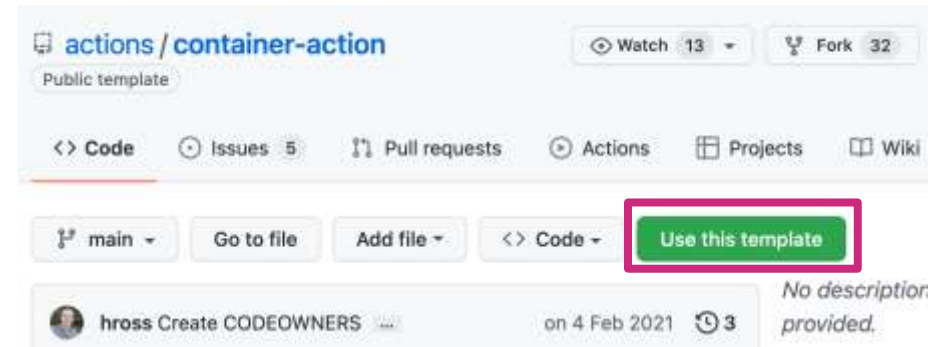 actions / container-action
Watch 13
Fork 32
Public template
<> Code
Issues 5
Pull requests
Actions
Projects
Wiki
main
Go to file
Add file
<> Code
Use this template
hross Create CODEOWNERS ...
on 4 Feb 2021
3
No description
provided.